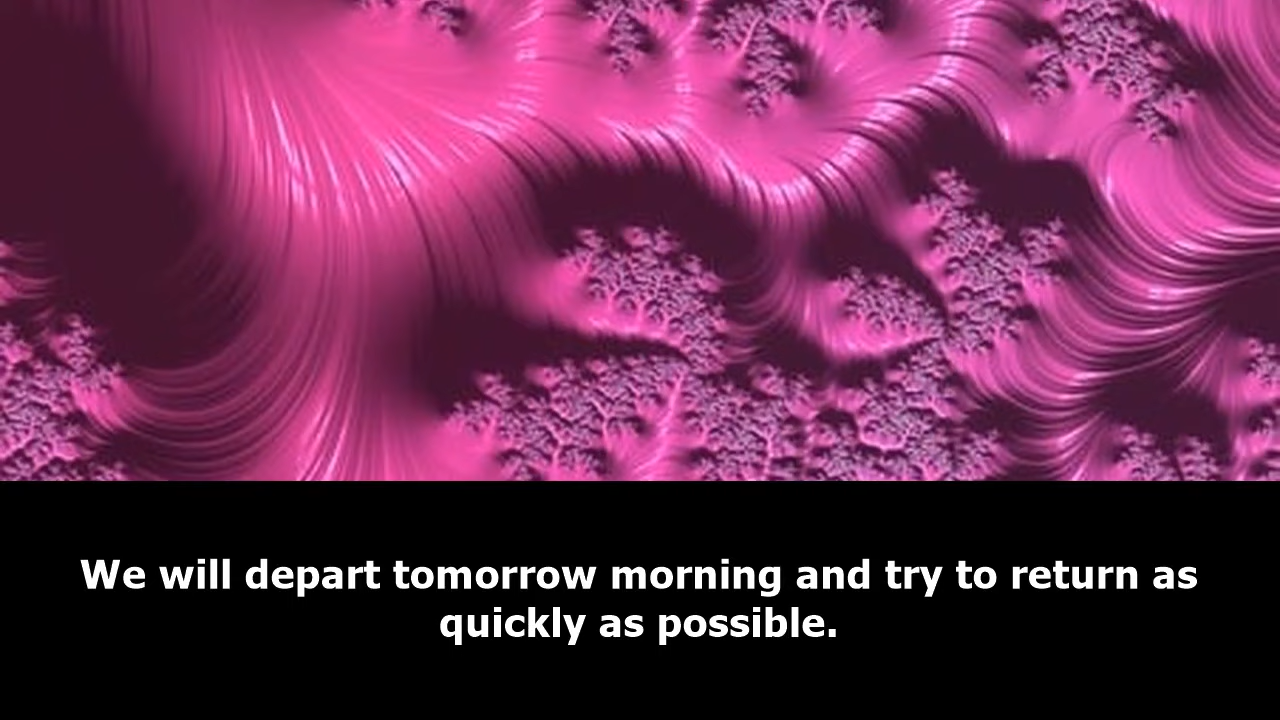 We will depart tomorrow morning and try to return as
quickly as possible.